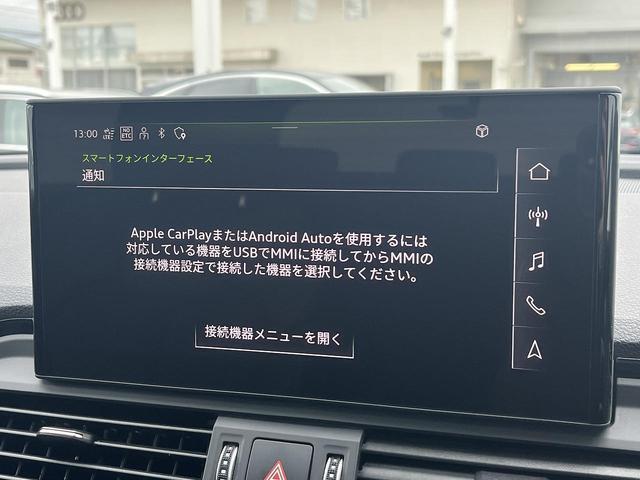 13:00
NO
ETC
スマートフォンインターフェース
通知
Apple CarPlayまたはAndroid Autoを使用するには
対応している機器をUSBでMMIに接続してからMMIの
接続機器設定で接続した機器を選択してください。
接続機器メニューを開く